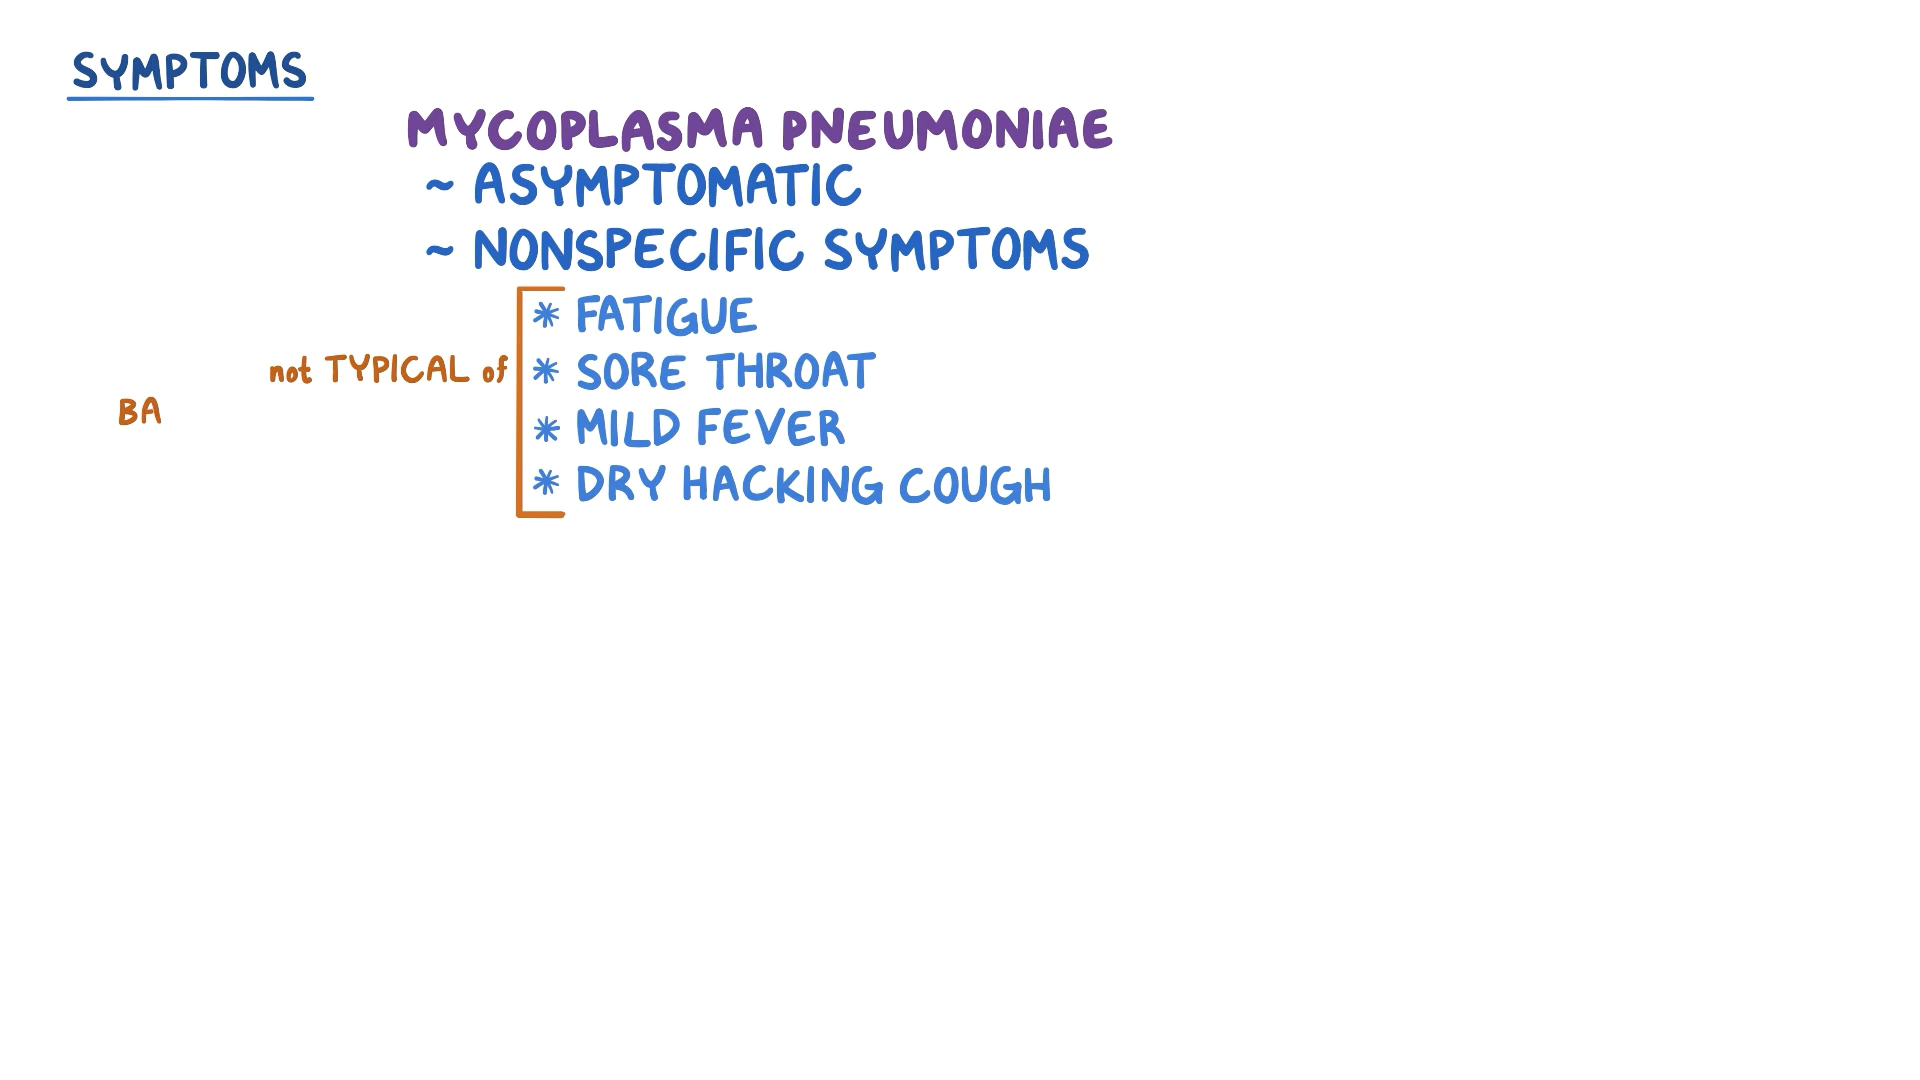 SYMPTOMS
MYCOPLASMA PNEUMONIAE
~ ASYMPTOMATIC
~ NONSPECIFIC SYMPTOMS
* FATIGUE
not TYPICAL of
* SORE THROAT
BA
* MILD FEVER
* DRY HACKING COUGH